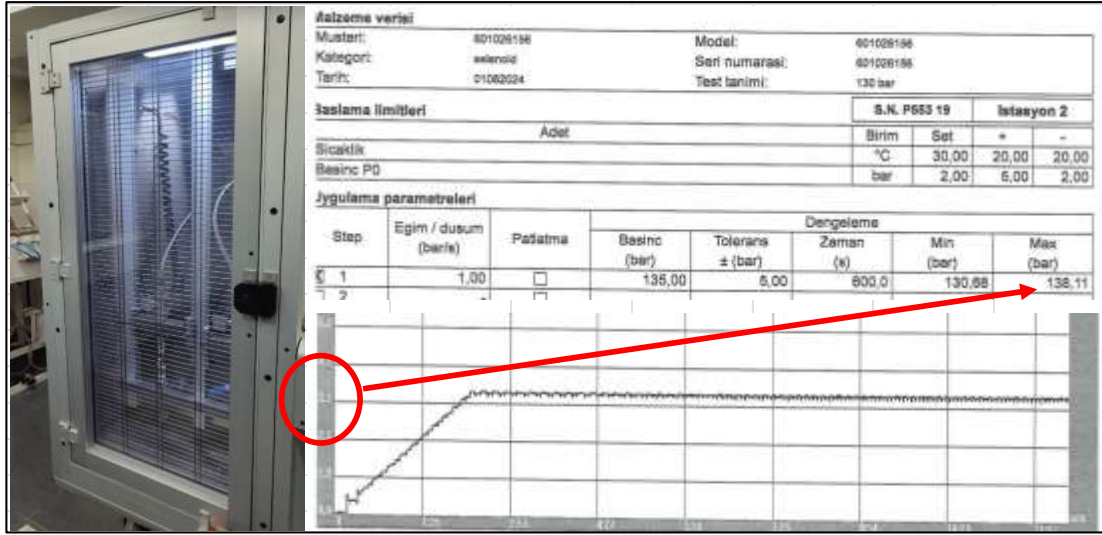 Malzeme verisi
Musteri: 601026156 Model: 601026156
Kategori: selenoid Seri numarasi: 601026156
Tarih: 01082024 Test tanimi: 130 bar
Baslama limitleri S.N. P553 19 Istasyon 2
Adet Birim Set + -
Sicaklik °C 30,00 20,00 20,00
Besinc P0 bar 2,00 5,00 2,00
Uygulama parametreleri
Dengeleme
Step Egim / dusum Patlatma Basinc Tolerans Zaman Min Max
(bar/s) (bar) ± (bar) (s) (bar) (bar)
1 1,00 135,00 5,00 600,0 130,68 138,11
2